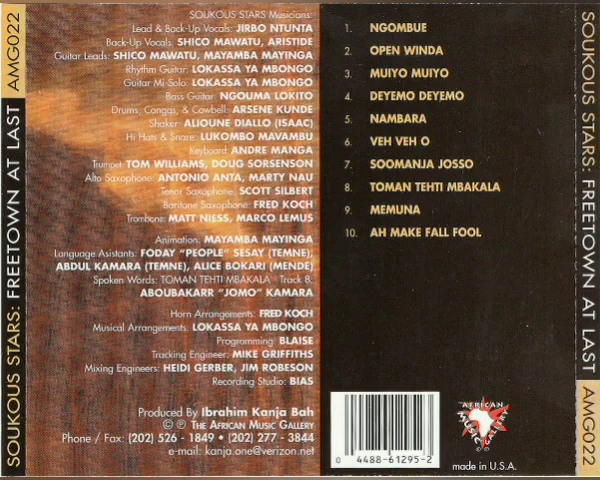 SOUKOUS STARS: FREETOWN AT LAST AMG022
SOUKOUS STARS Musicians:
Lead & Back-Up Vocals: JIRBO NTUNTA
Back-Up Vocals: SHICO MAWATU, ARISTIDE
Guitar Leads: SHICO MAWATU, MAYAMBA MAYINGA
Rhythm Guitar: LOKASSA YA MBONGO
Guitar Mi-Solo: LOKASSA YA MBONGO
Bass Guitar: NGOUMA LOKITO
Drums, Congas, & Cowbell: ARSENE KUNDE
Shaker: ALIOUNE DIALLO (ISAAC)
Hi Hats & Snare: LUKOMBO MAVAMBU
Keyboard: ANDRE MANGA
Trumpet: TOM WILLIAMS, DOUG SORSENSON
Alto Saxophone: ANTONIO ANTA, MARTY NAU
Tenor Saxophone: SCOTT SILBERT
Baritone Saxophone: FRED KOCH
Trombone: MATT NIESS, MARCO LEMUS
Animation: MAYAMBA MAYINGA
Language Asistants: FODAY "PEOPLE" SESAY (TEMNE),
ABDUL KAMARA (TEMNE), ALICE BOKARI (MENDE)
Spoken Words: TOMAN TEHTI MBAKALA - Track 8:
ABOUBAKARR "JOMO" KAMARA
Horn Arrangements: FRED KOCH
Musical Arrangements: LOKASSA YA MBONGO
Programming: BLAISE
Tracking Engineer: MIKE GRIFFITHS
Mixing Engineers: HEIDI GERBER, JIM ROBESON
Recording Studio: BIAS
Produced By Ibrahim Kanja Bah
© ℗ THE AFRICAN MUSIC GALLERY
Phone / Fax: (202) 526 - 1849 • (202) 277 - 3844
e-mail: kanja.one@verizon.net
1. NGOMBUE
2. OPEN WINDA
3. MUIYO MUIYO
4. DEYEMO DEYEMO
5. NAMBARA
6. VEH VEH O
7. SOOMANJA JOSSO
8. TOMAN TEHTI MBAKALA
9. MEMUNA
10. AH MAKE FALL FOOL
0 4488-61295-2
AFRICAN
MUSIC GALLERY
© ℗
made in U.S.A.
SOUKOUS STARS: FREETOWN AT LAST AMG022